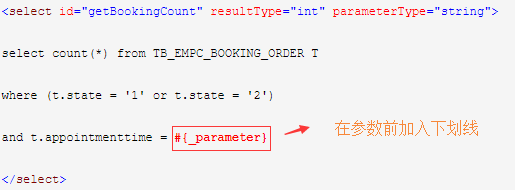 <select id="getBookingCount" resultType="int" parameterType="string">
select count(*) from TB_EMPC_BOOKING_ORDER T
where (t.state = '1' or t.state = '2')
and t.appointmenttime = #{_parameter} 在参数前加入下划线
</select>